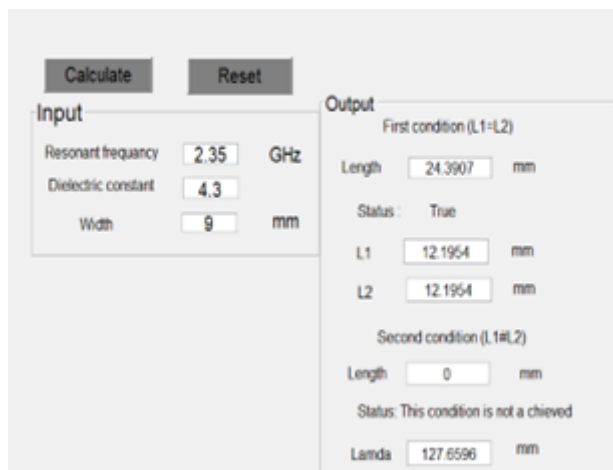 Calculate Reset
Input
Resonant frequancy 2.35 GHz
Dielectric constant 4.3
Width 9 mm
Output
First condition (L1=L2)
Length 24.3907 mm
Status : True
L1 12.1954 mm
L2 12.1954 mm
Second condition (L1#L2)
Length 0 mm
Status: This condition is not a chieved
Lamda 127.6596 mm